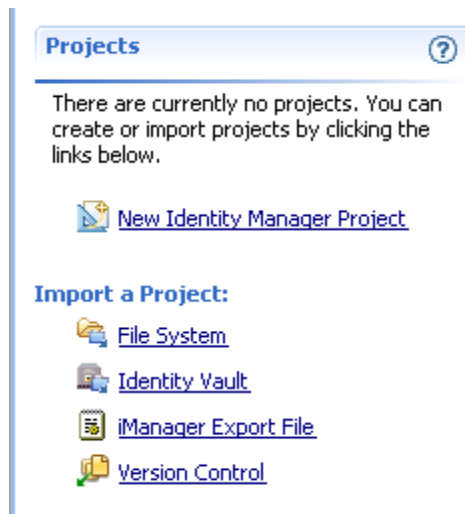 Projects
?
There are currently no projects. You can
create or import projects by clicking the
links below.
New Identity Manager Project
Import a Project:
File System
Identity Vault
iManager Export File
Version Control